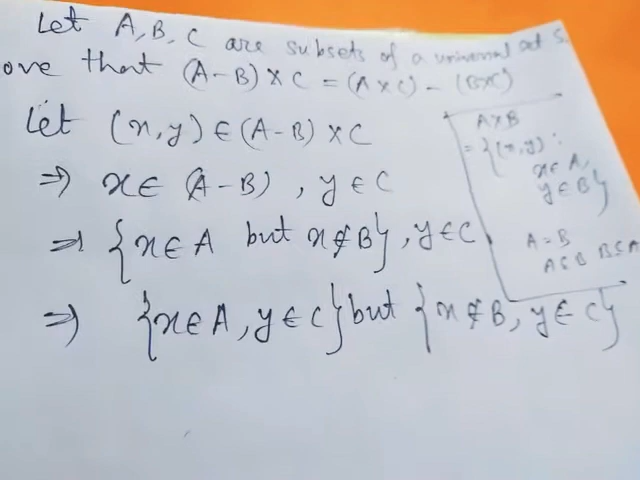 Let A, B, C are subsets of a universal set S.
ove that (A-B) × C = (A×C) - (B×C)
Let (x,y) ∈ (A-B) × C
⇒ x ∈ (A-B), y ∈ C
⇒ {x ∈ A but x ∉ B}, y ∈ C
⇒ {x ∈ A, y ∈ C} but {x ∉ B, y ∈ C}
A×B
= {(x,y) :
x ∈ A,
y ∈ B}
A = B
A ⊆ B B ⊆ A